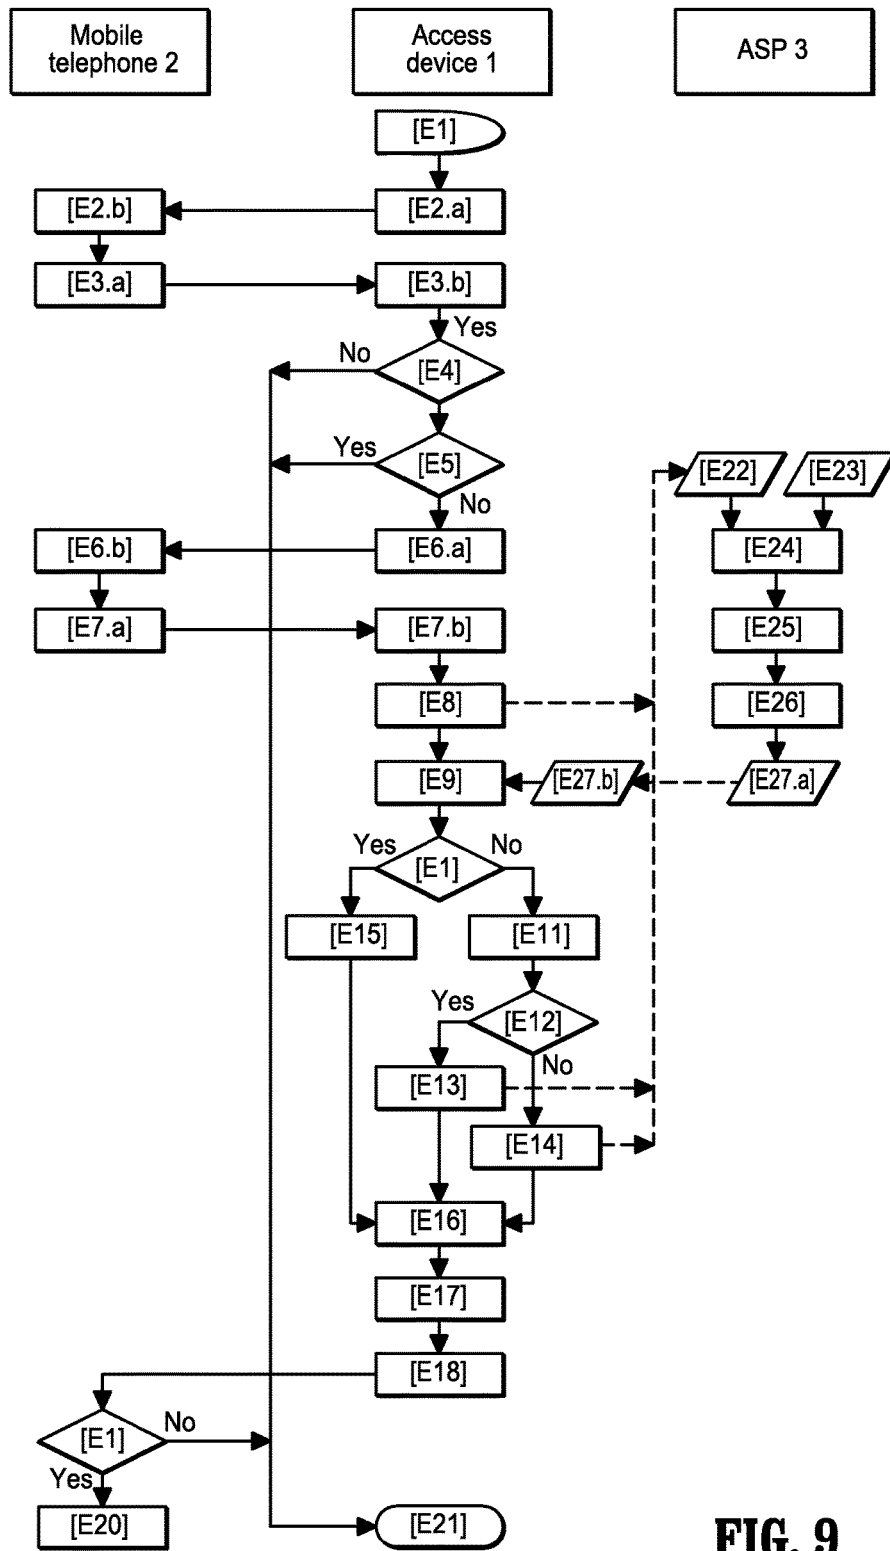 Mobile
telephone 2
Access
device 1
ASP 3
[E1]
[E2.b]
[E2.a]
[E3.a]
[E3.b]
Yes
No
[E4]
Yes
[E5]
No
[E22]
[E23]
[E6.b]
[E6.a]
[E24]
[E7.a]
[E7.b]
[E25]
[E8]
[E26]
[E9]
[E27.b]
[E27.a]
Yes
[E1]
No
[E15]
[E11]
Yes
[E12]
No
[E13]
[E14]
[E16]
[E17]
[E18]
[E1]
No
Yes
[E20]
[E21]
FIG. 9